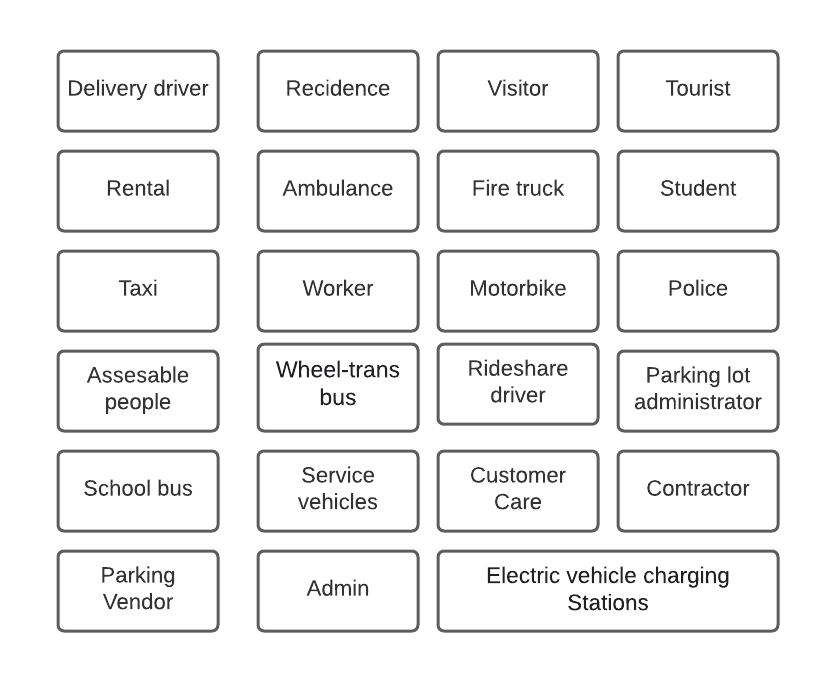 Delivery driver
Recidence
Visitor
Tourist
Rental
Ambulance
Fire truck
Student
Taxi
Worker
Motorbike
Police
Assesable
people
Wheel-trans
bus
Rideshare
driver
Parking lot
administrator
School bus
Service
vehicles
Customer
Care
Contractor
Parking
Vendor
Admin
Electric vehicle charging
Stations